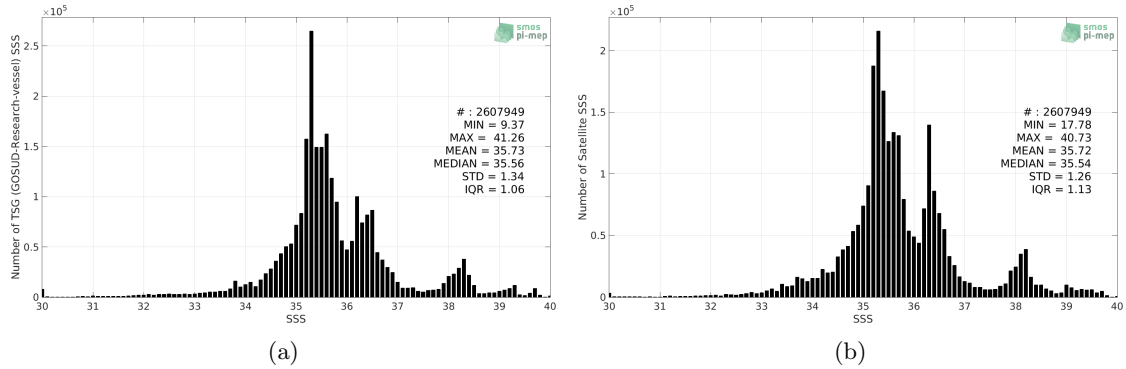 ×10⁵
2.5
2
1.5
1
0.5
0
Number of TSG (GOSUD-Research-vessel) SSS
smos
pi-mep
# : 2607949
MIN = 9.37
MAX = 41.26
MEAN = 35.73
MEDIAN = 35.56
STD = 1.34
IQR = 1.06
30 31 32 33 34 35 36 37 38 39 40
SSS
(a)
×10⁵
2
1.5
1
0.5
0
Number of Satellite SSS
smos
pi-mep
# : 2607949
MIN = 17.78
MAX = 40.73
MEAN = 35.72
MEDIAN = 35.54
STD = 1.26
IQR = 1.13
30 31 32 33 34 35 36 37 38 39 40
SSS
(b)